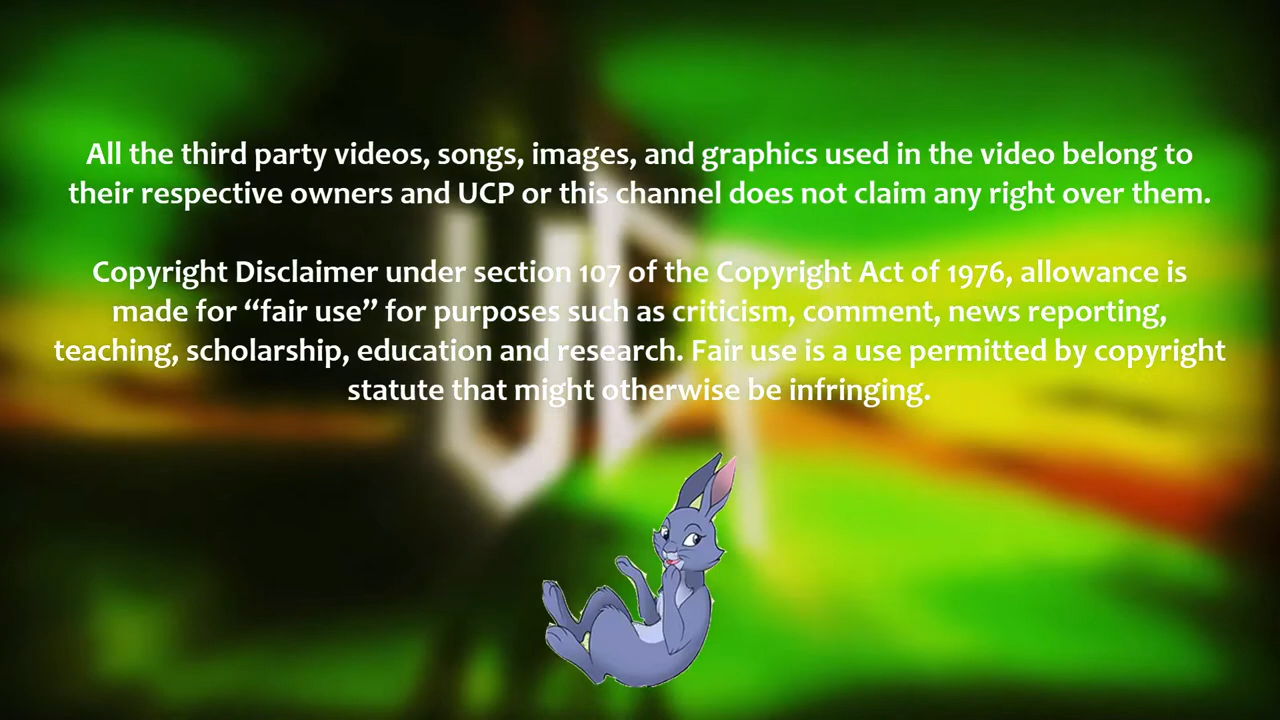 All the third party videos, songs, images, and graphics used in the video belong to
their respective owners and UCP or this channel does not claim any right over them.
Copyright Disclaimer under section 107 of the Copyright Act of 1976, allowance is
made for “fair use” for purposes such as criticism, comment, news reporting,
teaching, scholarship, education and research. Fair use is a use permitted by copyright
statute that might otherwise be infringing.
UCP